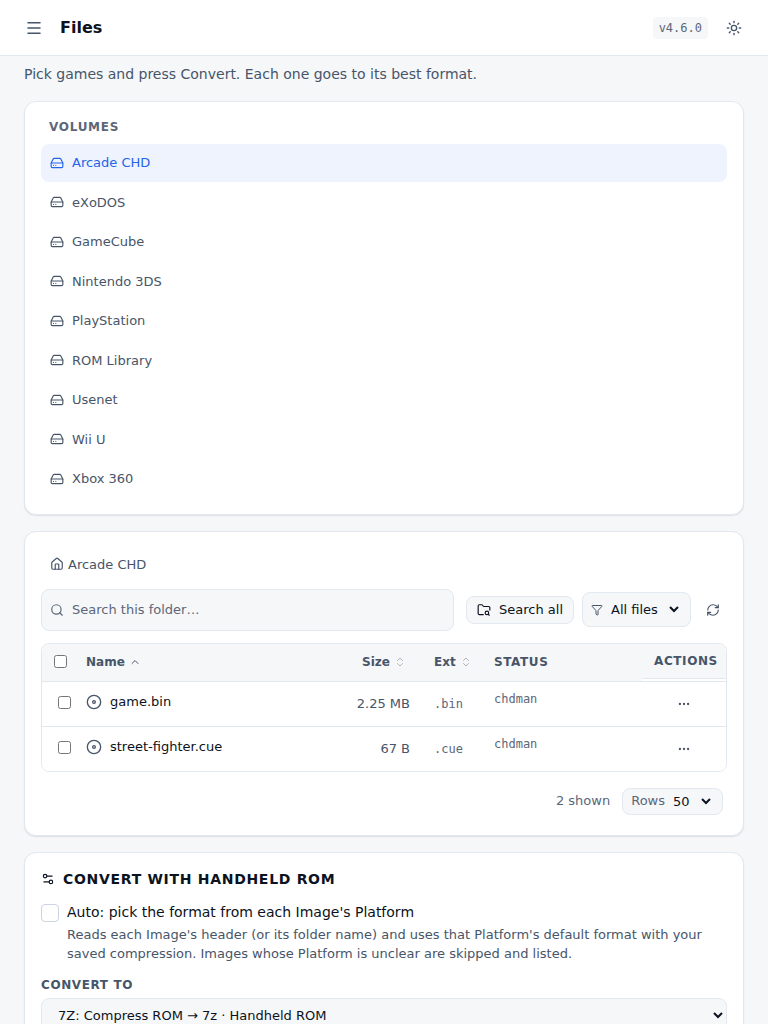 Files
v4.6.0
Pick games and press Convert. Each one goes to its best format.
VOLUMES
Arcade CHD
eXoDOS
GameCube
Nintendo 3DS
PlayStation
ROM Library
Usenet
Wii U
Xbox 360
Arcade CHD
Search this folder…
Search all
All files
Name Size Ext STATUS ACTIONS
game.bin 2.25 MB .bin chdman
street-fighter.cue 67 B .cue chdman
2 shown Rows 50
CONVERT WITH HANDHELD ROM
Auto: pick the format from each Image's Platform
Reads each Image's header (or its folder name) and uses that Platform's default format with your
saved compression. Images whose Platform is unclear are skipped and listed.
CONVERT TO
7Z: Compress ROM → 7z · Handheld ROM